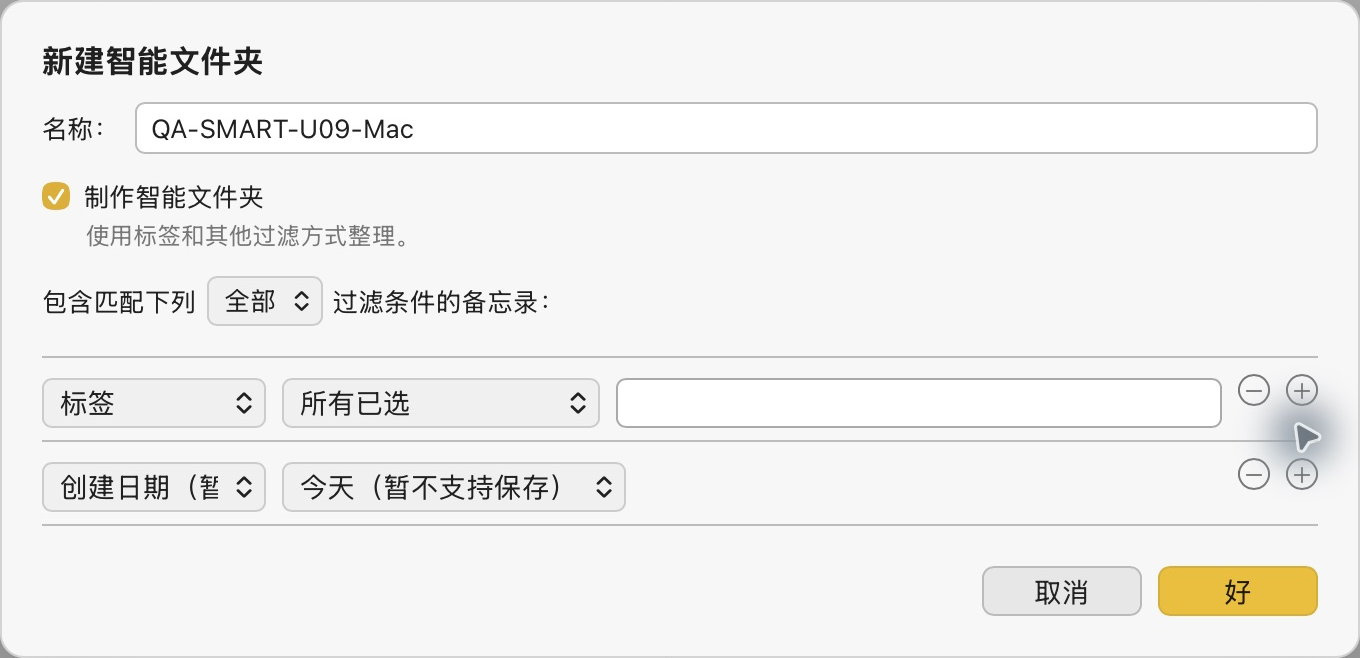 新建智能文件夹
名称： QA-SMART-U09-Mac
制作智能文件夹
使用标签和其他过滤方式整理。
包含匹配下列 全部 过滤条件的备忘录：
标签 所有已选
创建日期（暂 今天（暂不支持保存）
取消 好